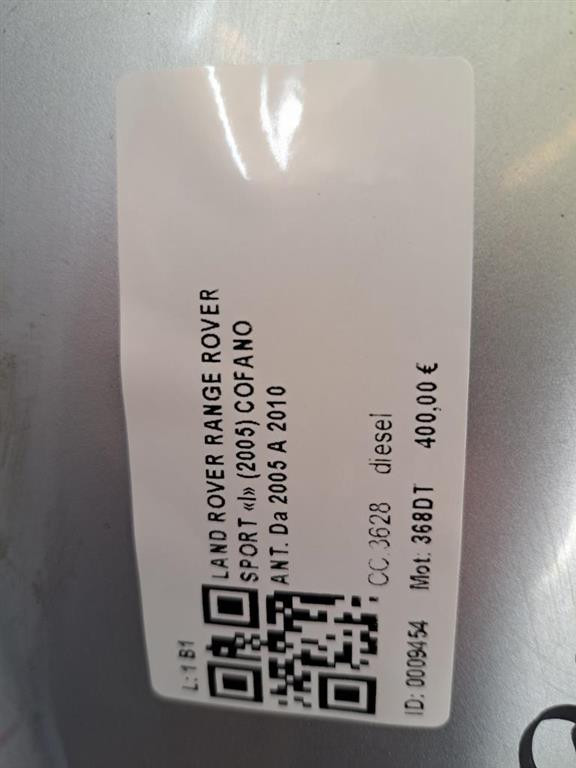 L: 1 B1
LAND ROVER RANGE ROVER
SPORT «I» (2005) COFANO
ANT. Da 2005 A 2010
CC.3628 diesel
ID: 0009454 Mot: 368DT 400,00 €